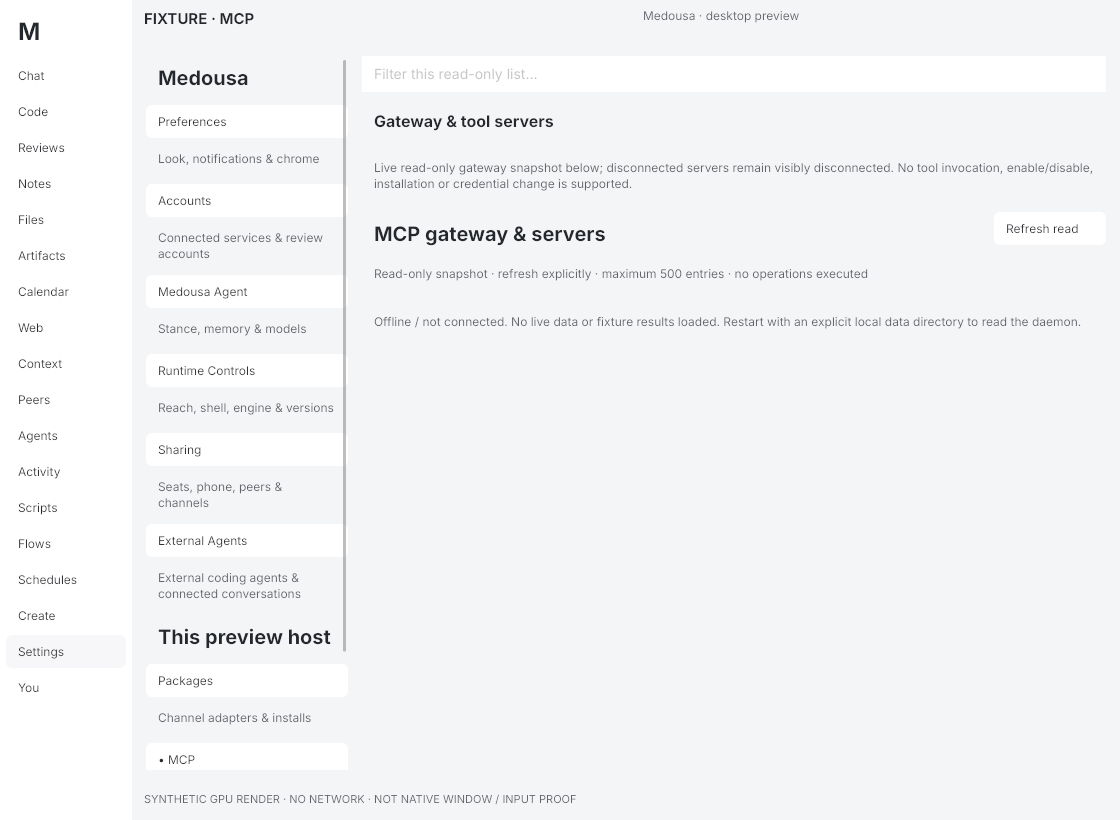 M
Chat
Code
Reviews
Notes
Files
Artifacts
Calendar
Web
Context
Peers
Agents
Activity
Scripts
Flows
Schedules
Create
Settings
You
FIXTURE · MCP
Medousa · desktop preview
Medousa
Preferences
Look, notifications & chrome
Accounts
Connected services & review
accounts
Medousa Agent
Stance, memory & models
Runtime Controls
Reach, shell, engine & versions
Sharing
Seats, phone, peers &
channels
External Agents
External coding agents &
connected conversations
This preview host
Packages
Channel adapters & installs
• MCP
Filter this read-only list...
Gateway & tool servers
Live read-only gateway snapshot below; disconnected servers remain visibly disconnected. No tool invocation, enable/disable,
installation or credential change is supported.
MCP gateway & servers
Refresh read
Read-only snapshot · refresh explicitly · maximum 500 entries · no operations executed
Offline / not connected. No live data or fixture results loaded. Restart with an explicit local data directory to read the daemon.
SYNTHETIC GPU RENDER · NO NETWORK · NOT NATIVE WINDOW / INPUT PROOF